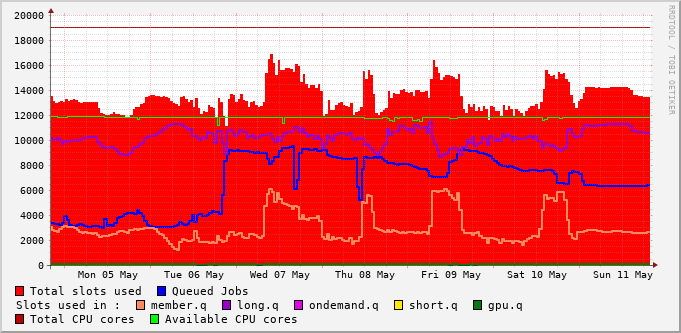 20000
18000
16000
14000
12000
10000
8000
6000
4000
2000
0
Mon 05 May Tue 06 May Wed 07 May Thu 08 May Fri 09 May Sat 10 May Sun 11 May
RRDTOOL / TOBI OETIKER
Total slots used Queued Jobs
Slots used in : member.q long.q ondemand.q short.q gpu.q
Total CPU cores Available CPU cores